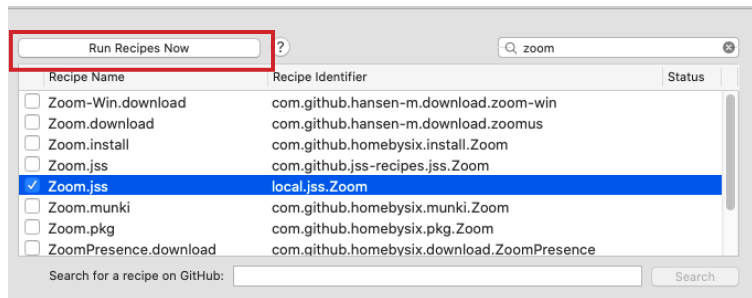 Run Recipes Now ? zoom
Recipe Name Recipe Identifier Status
Zoom-Win.download com.github.hansen-m.download.zoom-win
Zoom.download com.github.hansen-m.download.zoomus
Zoom.install com.github.homebysix.install.Zoom
Zoom.jss com.github.jss-recipes.jss.Zoom
Zoom.jss local.jss.Zoom
Zoom.munki com.github.homebysix.munki.Zoom
Zoom.pkg com.github.homebysix.pkg.Zoom
ZoomPresence.download com.github.homebysix.download.ZoomPresence
Search for a recipe on GitHub: Search